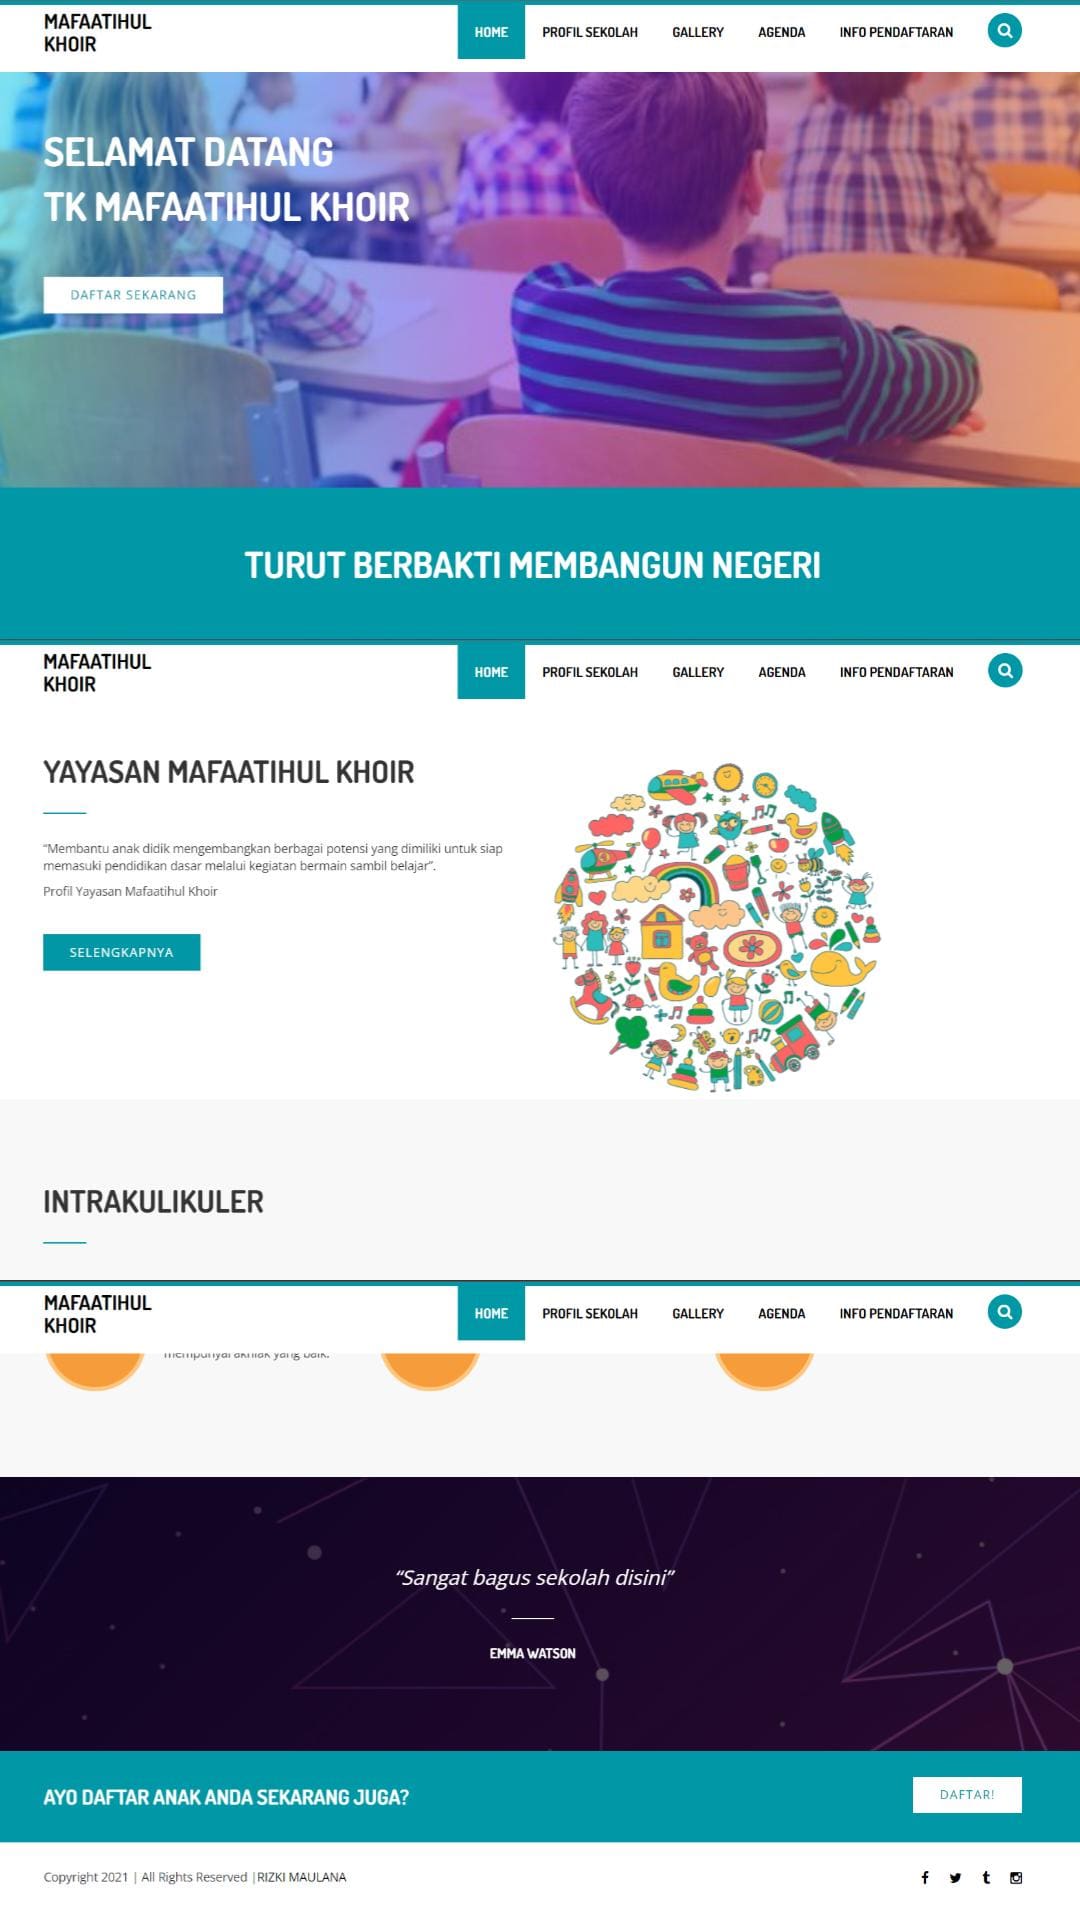 MAFAATIHUL
KHOIR
HOME PROFIL SEKOLAH GALLERY AGENDA INFO PENDAFTARAN
SELAMAT DATANG
TK MAFAATIHUL KHOIR
DAFTAR SEKARANG
TURUT BERBAKTI MEMBANGUN NEGERI
MAFAATIHUL
KHOIR
HOME PROFIL SEKOLAH GALLERY AGENDA INFO PENDAFTARAN
YAYASAN MAFAATIHUL KHOIR
“Membantu anak didik mengembangkan berbagai potensi yang dimiliki untuk siap
memasuki pendidikan dasar melalui kegiatan bermain sambil belajar”.
Profil Yayasan Mafaatihul Khoir
SELENGKAPNYA
INTRAKULIKULER
MAFAATIHUL
KHOIR
HOME PROFIL SEKOLAH GALLERY AGENDA INFO PENDAFTARAN
mempunyai akhlak yang baik.
“Sangat bagus sekolah disini”
EMMA WATSON
AYO DAFTAR ANAK ANDA SEKARANG JUGA?
DAFTAR!
Copyright 2021 | All Rights Reserved |RIZKI MAULANA